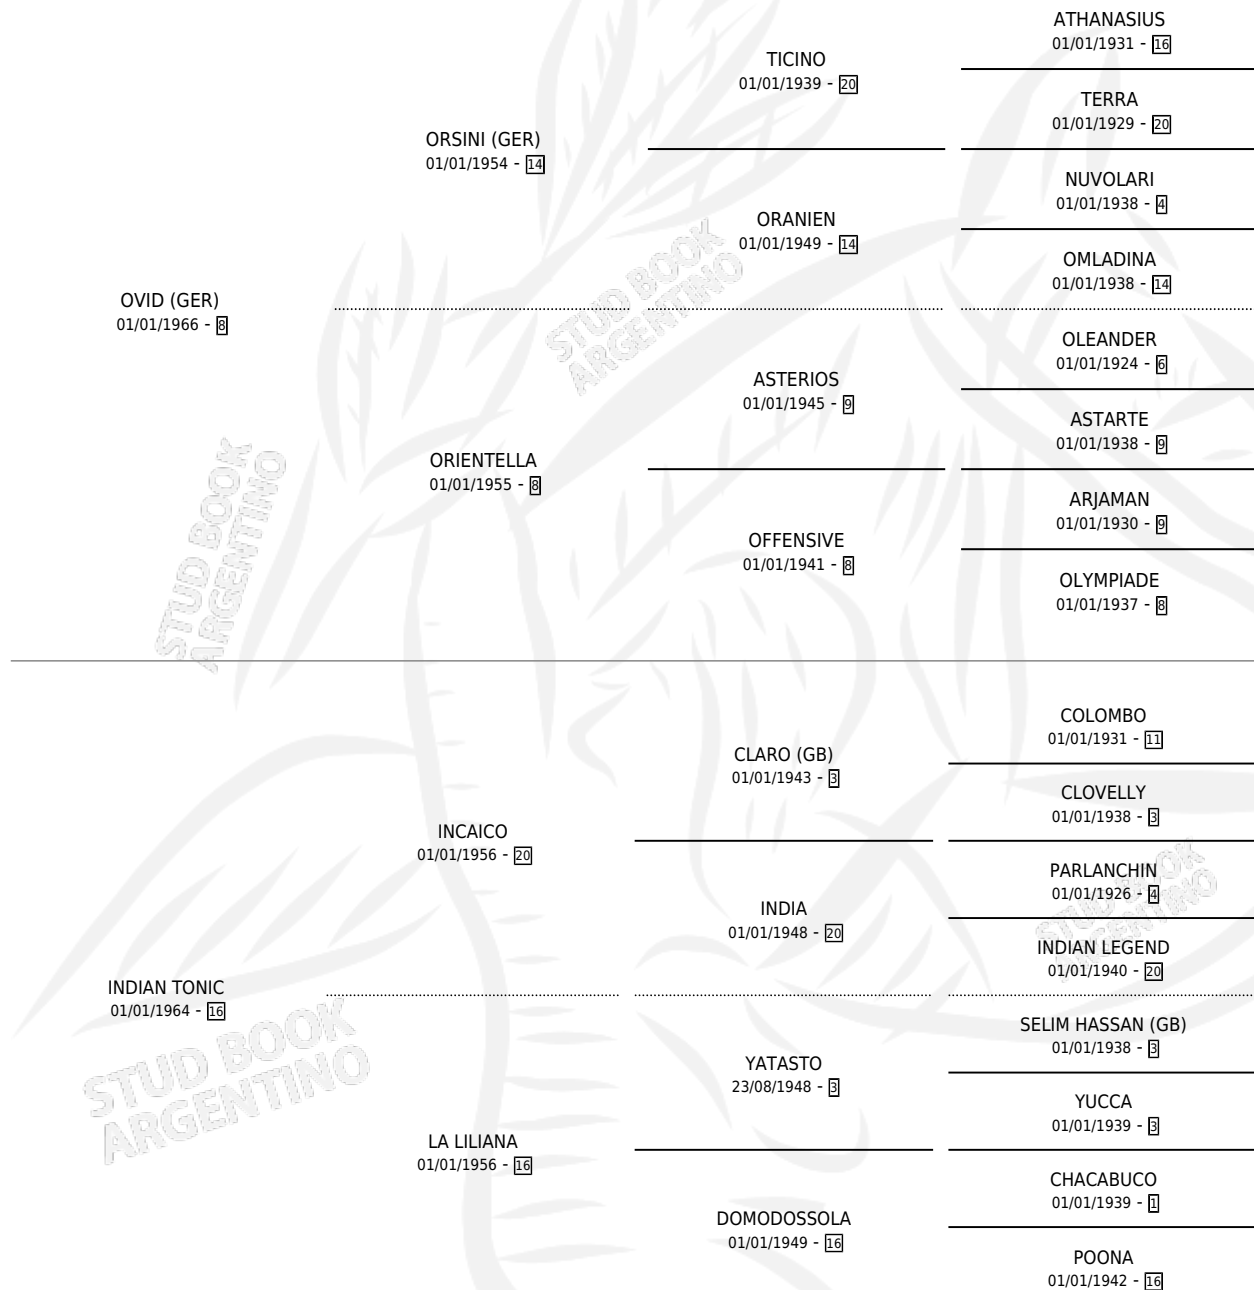 OVID (GER)
01/01/1966 - 8
ORSINI (GER)
01/01/1954 - 14
ORIENTELLA
01/01/1955 - 8
TICINO
01/01/1939 - 20
ORANIEN
01/01/1949 - 14
ASTERIOS
01/01/1945 - 9
OFFENSIVE
01/01/1941 - 8
ATHANASIUS
01/01/1931 - 16
TERRA
01/01/1929 - 20
NUVOLARI
01/01/1938 - 4
OMLADINA
01/01/1938 - 14
OLEANDER
01/01/1924 - 6
ASTARTE
01/01/1938 - 9
ARJAMAN
01/01/1930 - 9
OLYMPIADE
01/01/1937 - 8
STUD BOOK
ARGENTINO
STUD BOOK
ARGENTINO
INDIAN TONIC
01/01/1964 - 16
INCAICO
01/01/1956 - 20
LA LILIANA
01/01/1956 - 16
CLARO (GB)
01/01/1943 - 3
INDIA
01/01/1948 - 20
YATASTO
23/08/1948 - 3
DOMODOSSOLA
01/01/1949 - 16
COLOMBO
01/01/1931 - 11
CLOVELLY
01/01/1938 - 3
PARLANCHIN
01/01/1926 - 4
INDIAN LEGEND
01/01/1940 - 20
SELIM HASSAN (GB)
01/01/1938 - 3
YUCCA
01/01/1939 - 3
CHACABUCO
01/01/1939 - 1
POONA
01/01/1942 - 16
STUD BOOK
ARGENTINO
STUD BOOK
ARGENTINO